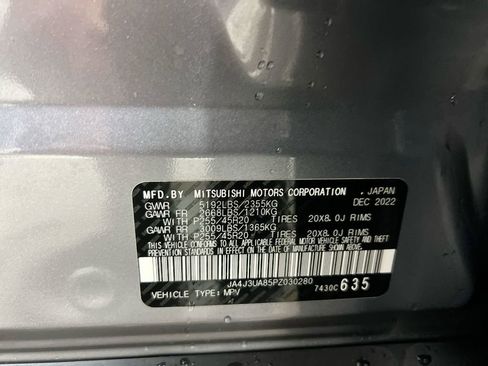 MFD.BY MITSUBISHI MOTORS CORPORATION , JAPAN
GVWR 5192LBS/2355KG DEC 2022
GAWR FR 2668LBS/1210KG
WITH P255/45R20 TIRES 20X8.0J RIMS
GAWR RR 3009LBS/1365KG
WITH P255/45R20 TIRES 20X8.0J RIMS
THIS VEHICLE CONFORMS TO ALL APPLICABLE FEDERAL MOTOR VEHICLE SAFETY AND THEFT
PREVENTION STANDARDS IN EFFECT ON THE DATE OF MANUFACTURE SHOWN ABOVE.
JA4J3UA85PZ030280
VEHICLE TYPE: MPV 7430C 635